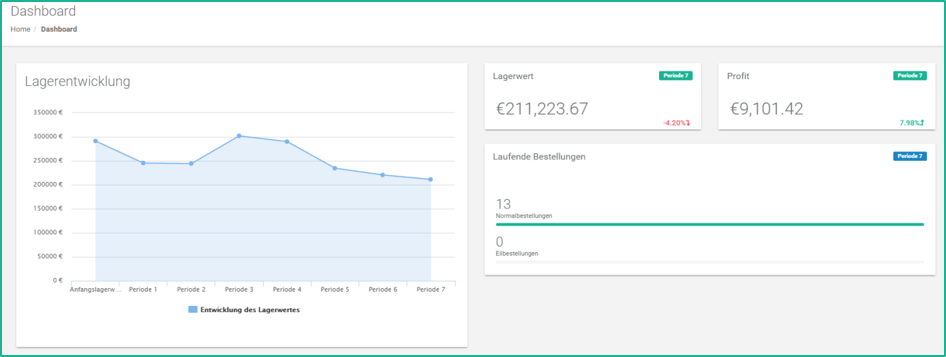 Dashboard
Home / Dashboard
Lagerentwicklung
350000 €
300000 €
250000 €
200000 €
150000 €
100000 €
50000 €
0 €
Anfangslagerw...
Periode 1
Periode 2
Periode 3
Periode 4
Periode 5
Periode 6
Periode 7
Entwicklung des Lagerwertes
Lagerwert
Periode 7
€211,223.67
-4.20%
Profit
Periode 7
€9,101.42
7.98%
Laufende Bestellungen
Periode 7
13
Normalbestellungen
0
Eilbestellungen